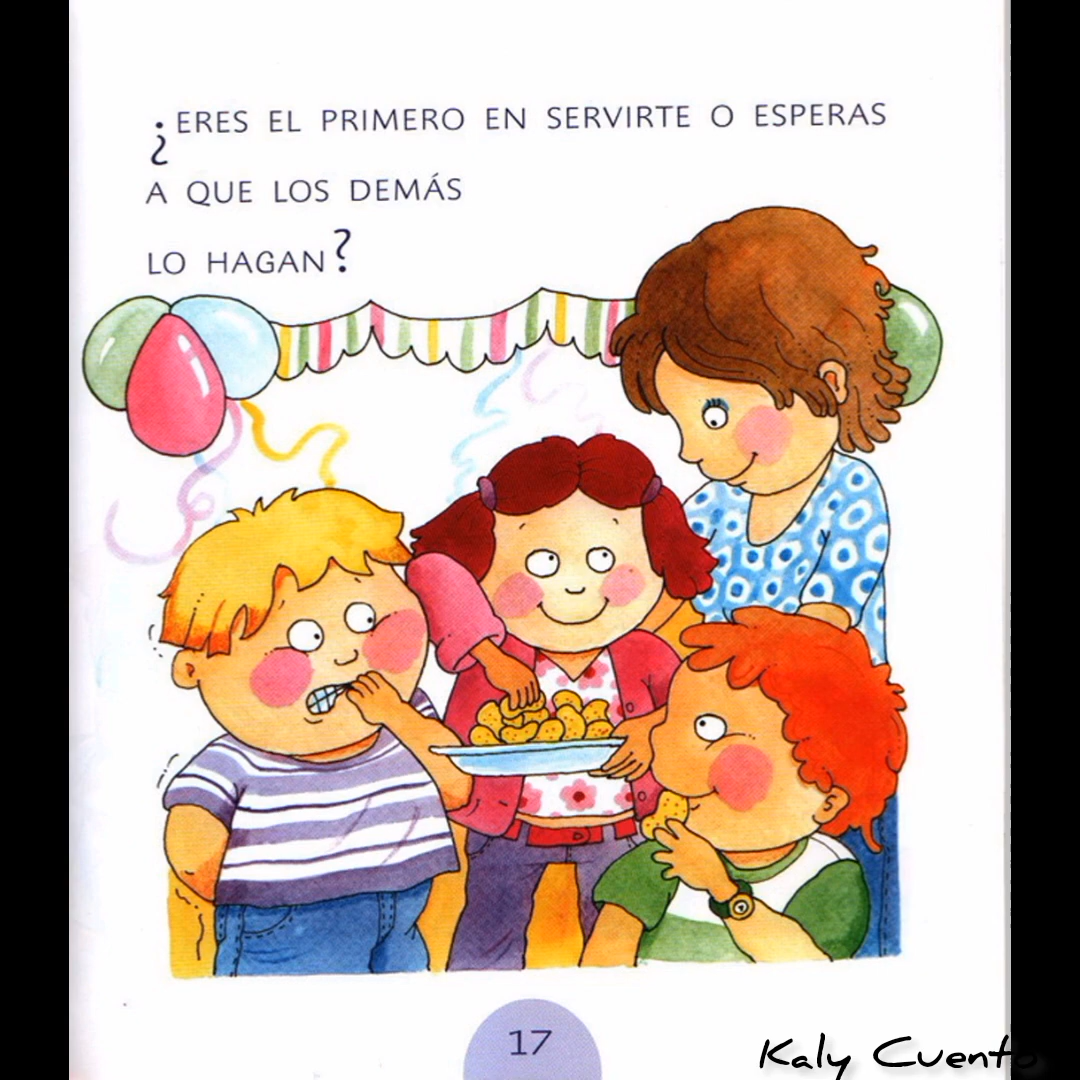 ¿ERES EL PRIMERO EN SERVIRTE O ESPERAS
A QUE LOS DEMÁS
LO HAGAN?
17
Kaly Cuento